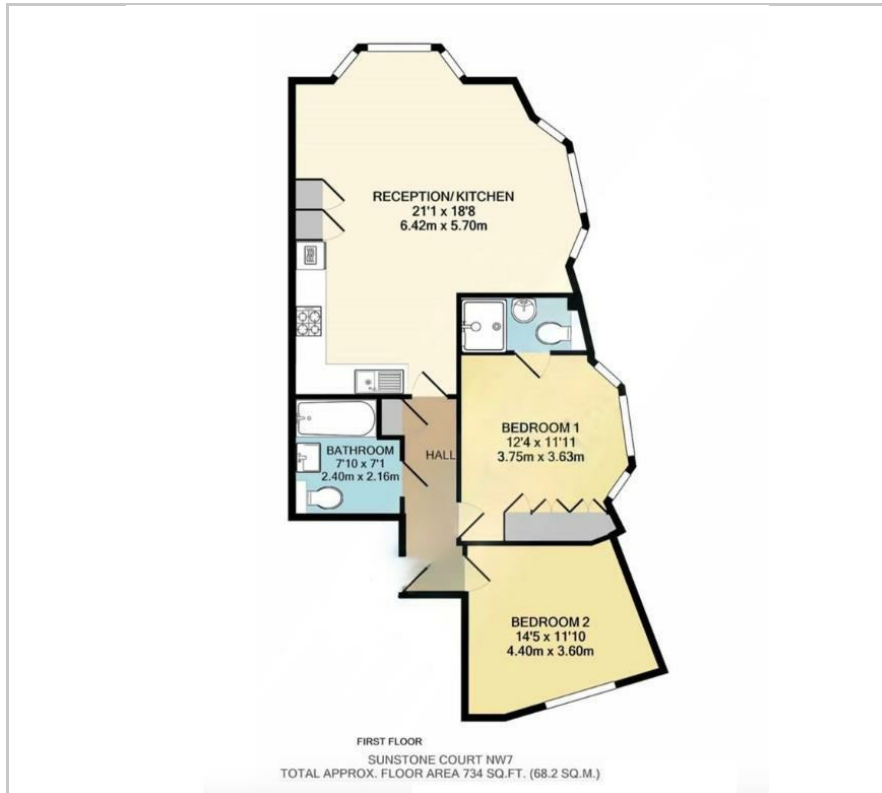 RECEPTION/ KITCHEN
21'1 x 18'8
6.42m x 5.70m
BEDROOM 1
12'4 x 11'11
3.75m x 3.63m
HALL
BATHROOM
7'10 x 7'1
2.40m x 2.16m
BEDROOM 2
14'5 x 11'10
4.40m x 3.60m
FIRST FLOOR
SUNSTONE COURT NW7
TOTAL APPROX. FLOOR AREA 734 SQ.FT. (68.2 SQ.M.)